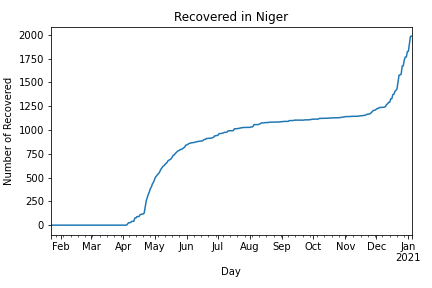 Recovered in Niger
Number of Recovered
2000
1750
1500
1250
1000
750
500
250
0
Feb Mar Apr May Jun Jul Aug Sep Oct Nov Dec Jan
2021
Day